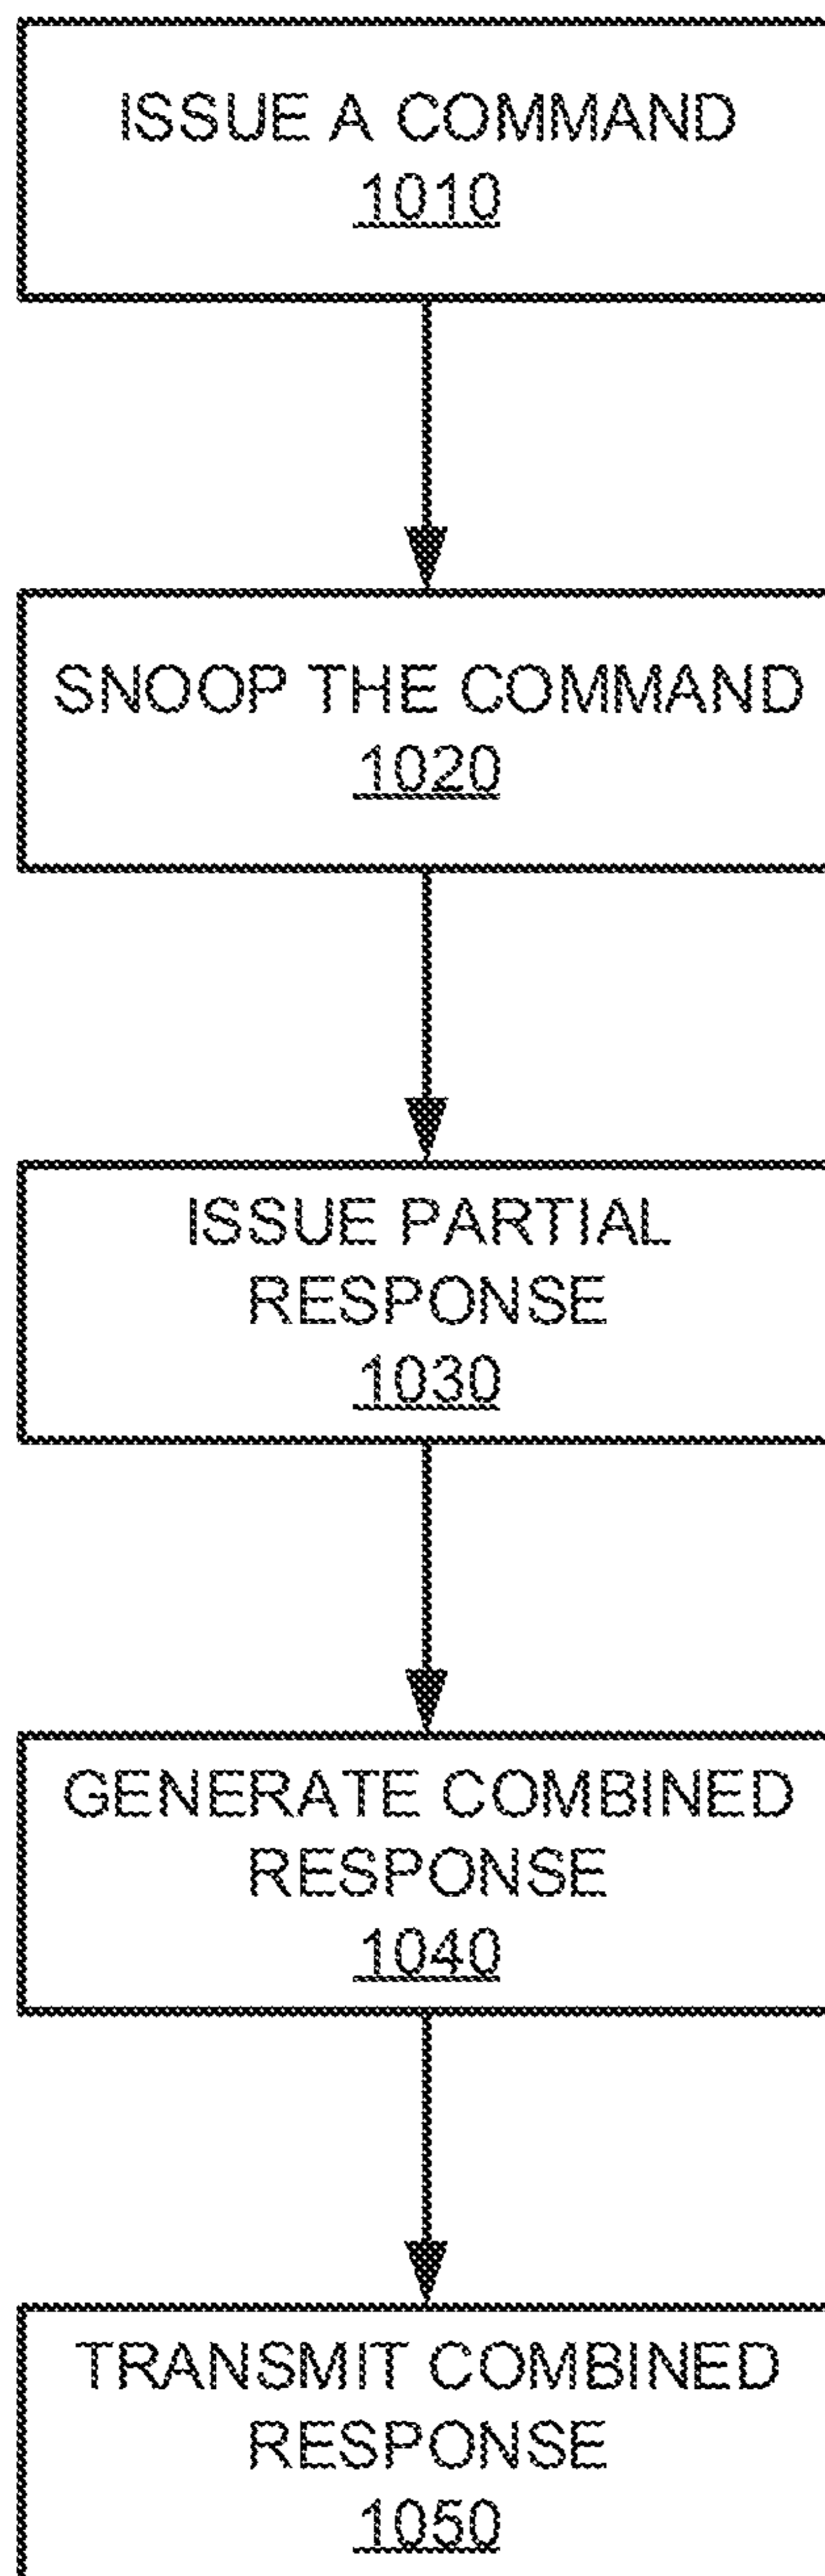 ISSUE A COMMAND
1010
SNOOP THE COMMAND
1020
ISSUE PARTIAL
RESPONSE
1030
GENERATE COMBINED
RESPONSE
1040
TRANSMIT COMBINED
RESPONSE
1050